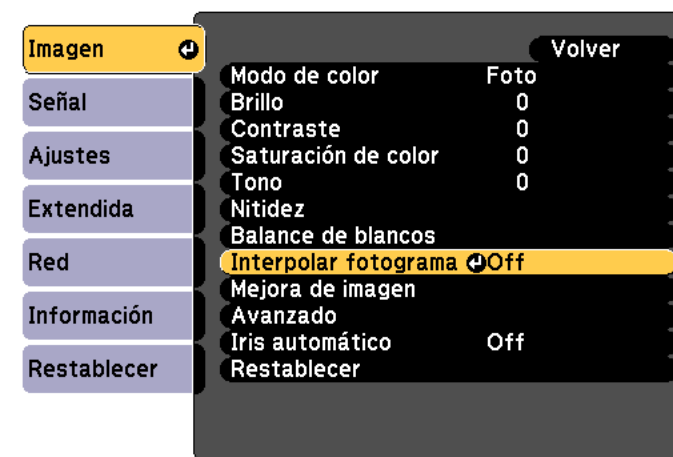 Imagen
Señal
Ajustes
Extendida
Red
Información
Restablecer
Volver
Modo de color Foto
Brillo 0
Contraste 0
Saturación de color 0
Tono 0
Nitidez
Balance de blancos
Interpolar fotograma Off
Mejora de imagen
Avanzado
Iris automático Off
Restablecer